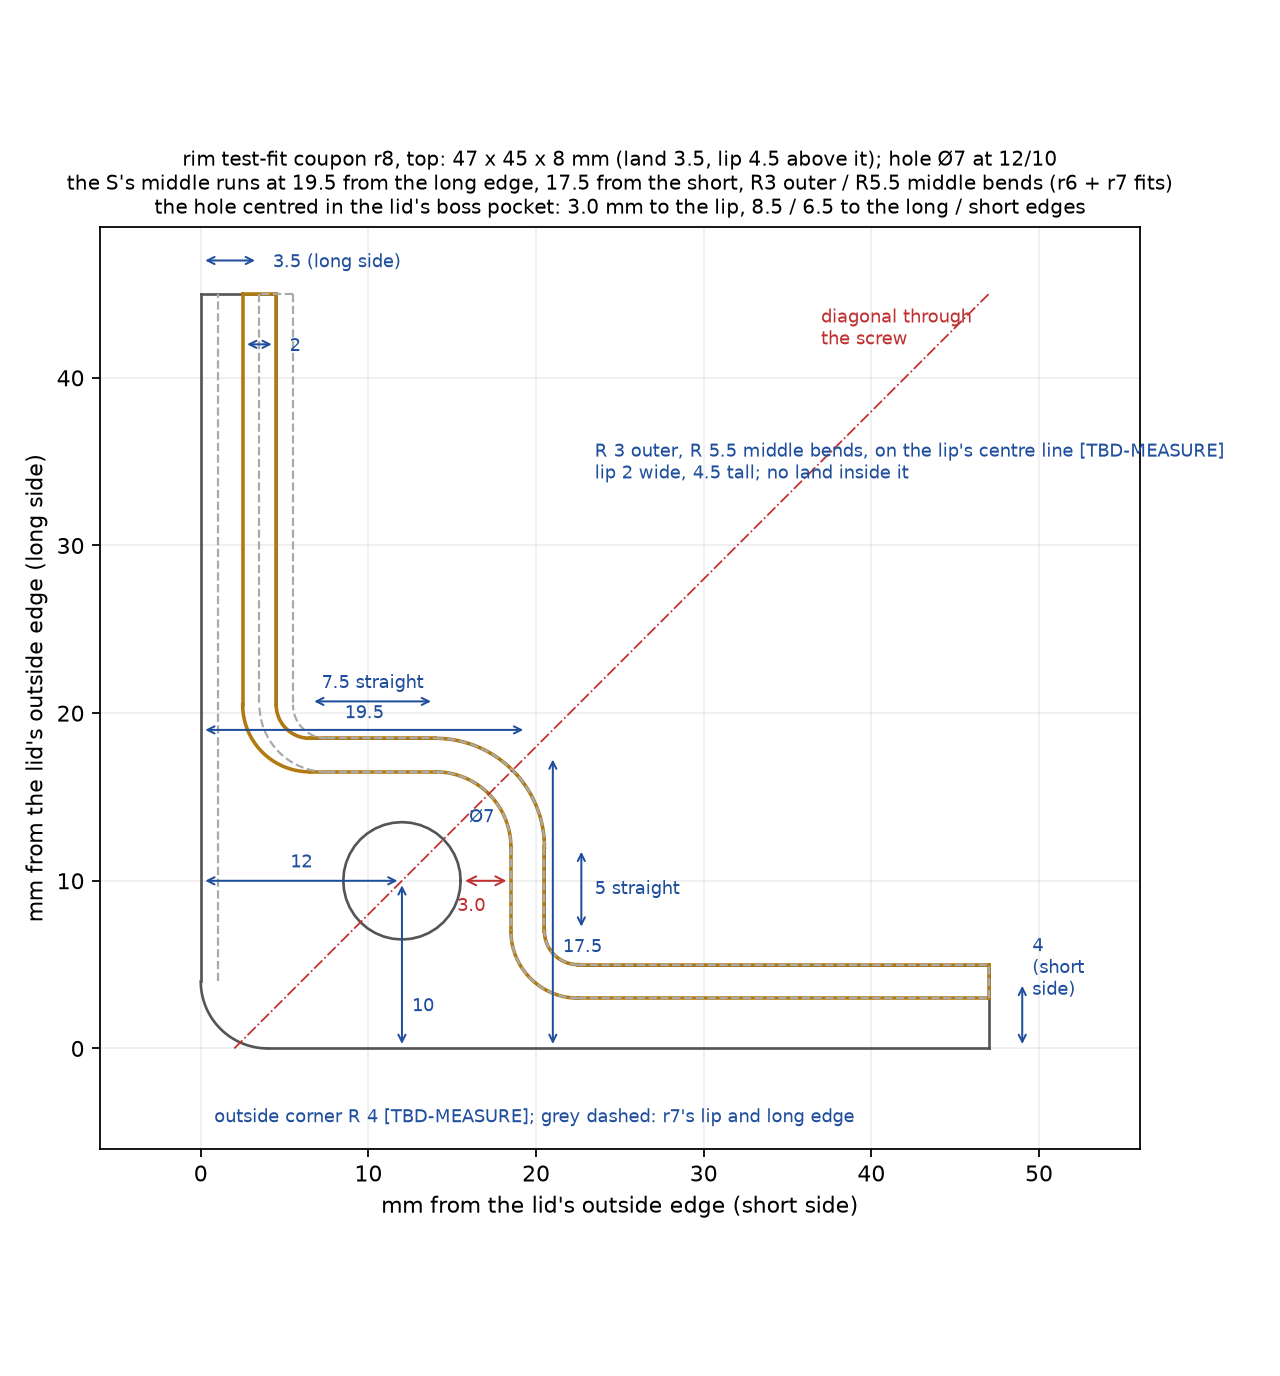 rim test-fit coupon r8, top: 47 x 45 x 8 mm (land 3.5, lip 4.5 above it); hole Ø7 at 12/10
the S's middle runs at 19.5 from the long edge, 17.5 from the short, R3 outer / R5.5 middle bends (r6 + r7 fits)
the hole centred in the lid's boss pocket: 3.0 mm to the lip, 8.5 / 6.5 to the long / short edges
3.5 (long side)
diagonal through
the screw
2
40
R 3 outer, R 5.5 middle bends, on the lip's centre line [TBD-MEASURE]
lip 2 wide, 4.5 tall; no land inside it
30
7.5 straight
19.5
20
Ø7
12
5 straight
10
3.0
17.5
4
(short
side)
10
0
outside corner R 4 [TBD-MEASURE]; grey dashed: r7's lip and long edge
0
10
20
30
40
50
mm from the lid's outside edge (short side)
mm from the lid's outside edge (long side)